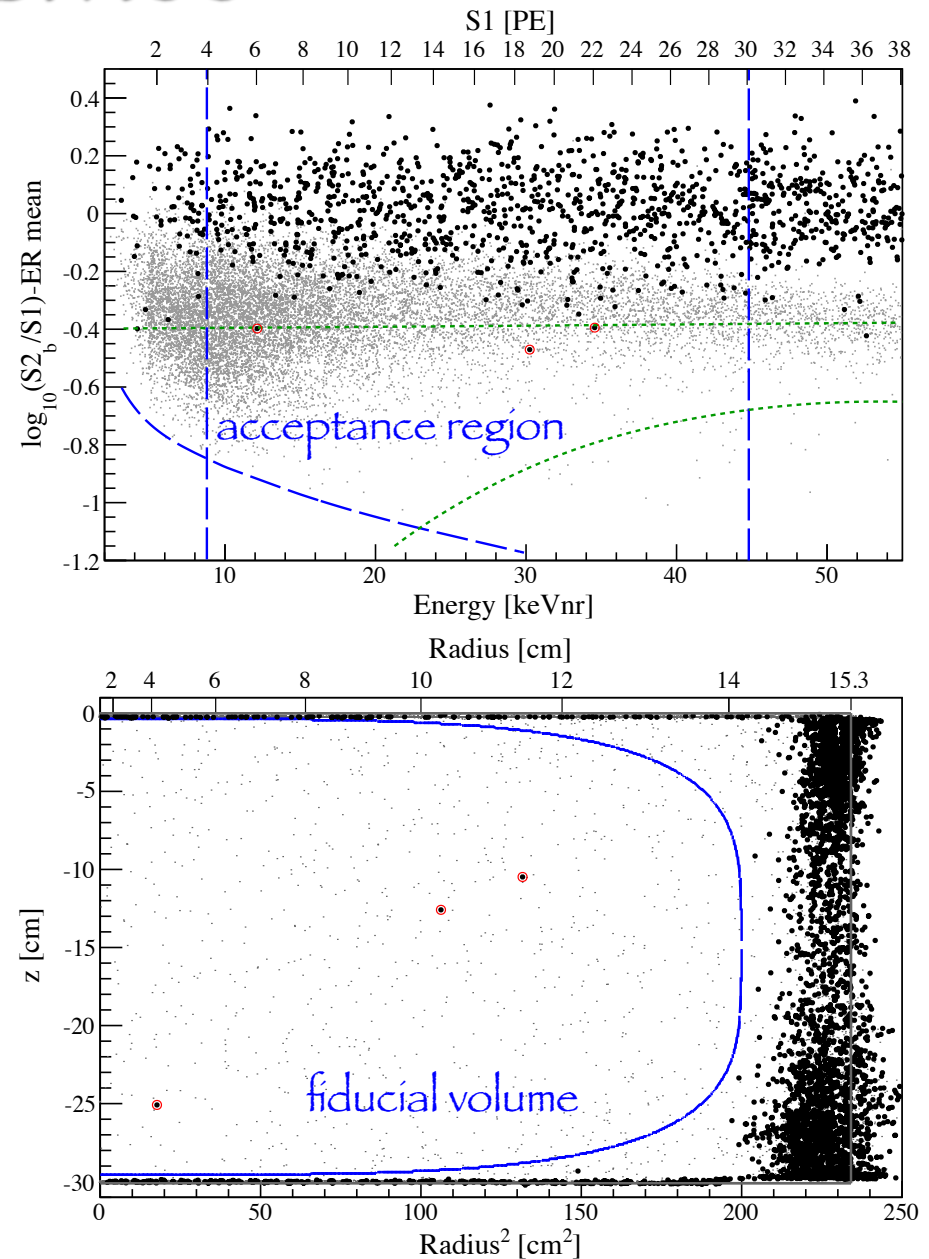 S1 [PE]
2 4 6 8 10 12 14 16 18 20 22 24 26 28 30 32 34 36 38
0.4
0.2
0
-0.2
-0.4
-0.6
-0.8
-1
-1.2
log10(S2b/S1)-ER mean
acceptance region
10 20 30 40 50
Energy [keVnr]
Radius [cm]
2 4 6 8 10 12 14 15.3
0
-5
-10
-15
-20
-25
-30
z [cm]
fiducial volume
0 50 100 150 200 250
Radius² [cm²]